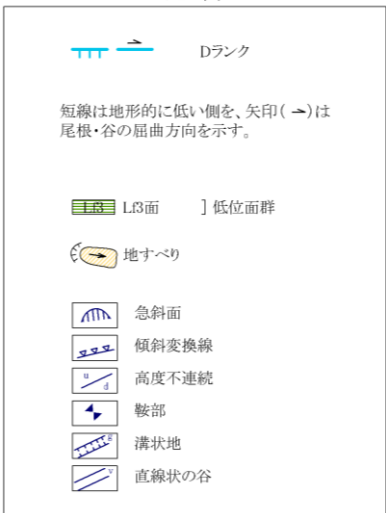 Dランク
短線は地形的に低い側を、矢印(→)は
尾根・谷の屈曲方向を示す。
Lf3 Lf3面 ]低位面群
地すべり
急斜面
傾斜変換線
u d 高度不連続
鞍部
g 溝状地
v 直線状の谷